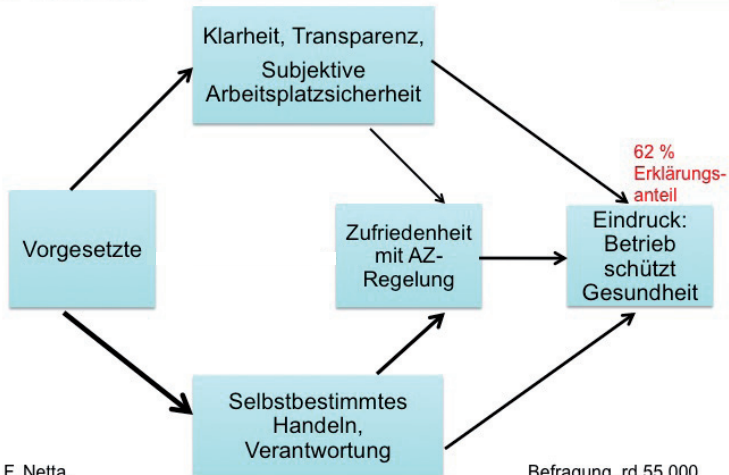 Klarheit, Transparenz,
Subjektive
Arbeitsplatzsicherheit
62 %
Erklärungs-
anteil
Vorgesetzte
Zufriedenheit
mit AZ-
Regelung
Eindruck:
Betrieb
schützt
Gesundheit
Selbstbestimmtes
Handeln,
Verantwortung
F. Netta
Befragung, rd 55.000